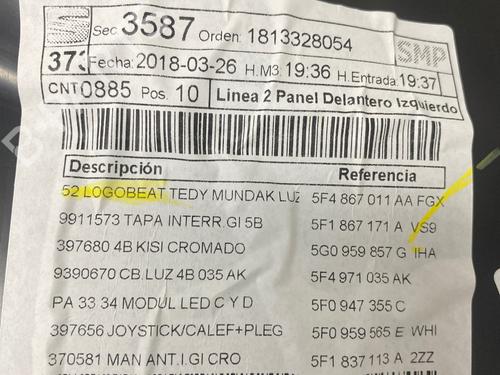 Sec 3587 Orden: 1813328054
SMP
373 Fecha: 2018-03-26 H.M3: 19:36 H.Entrada: 19:37
CNT 0885 Pos. 10 Linea 2 Panel Delantero Izquierdo
Descripción Referencia
52 LOGOBEAT TEDY MUNDAK LUZ 5F4 867 011 AA FGX
9911573 TAPA INTERR.GI 5B 5F1 867 171 A VS9
397680 4B KISI CROMADO 5G0 959 857 G IHA
9390670 CB.LUZ 4B 035 AK 5F4 971 035 AK
PA 33 34 MODUL LED C Y D 5F0 947 355 C
397656 JOYSTICK/CALEF+PLEG 5F0 959 565 E WHI
370581 MAN ANT.I.GI CRO 5F1 837 113 A 2ZZ